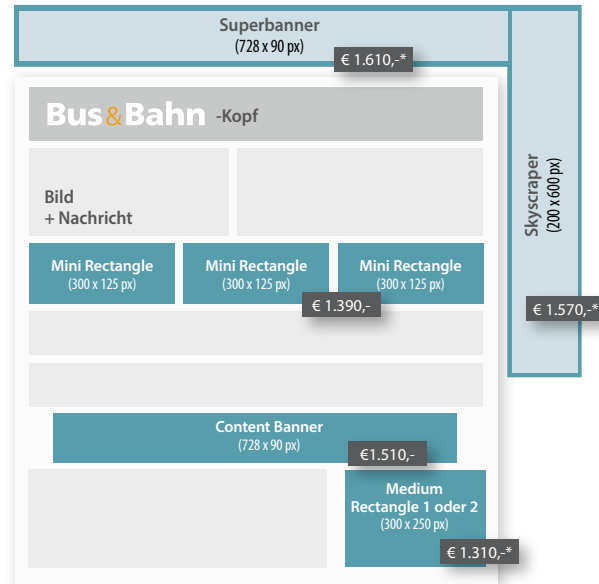 Superbanner
(728 x 90 px)
€ 1.610,-*
Bus&Bahn -Kopf
Skyscraper
(200 x 600 px)
€ 1.570,-*
Bild
+ Nachricht
Mini Rectangle
(300 x 125 px)
Mini Rectangle
(300 x 125 px)
Mini Rectangle
(300 x 125 px)
€ 1.390,-
Content Banner
(728 x 90 px)
€1.510,-
Medium
Rectangle 1 oder 2
(300 x 250 px)
€ 1.310,-*